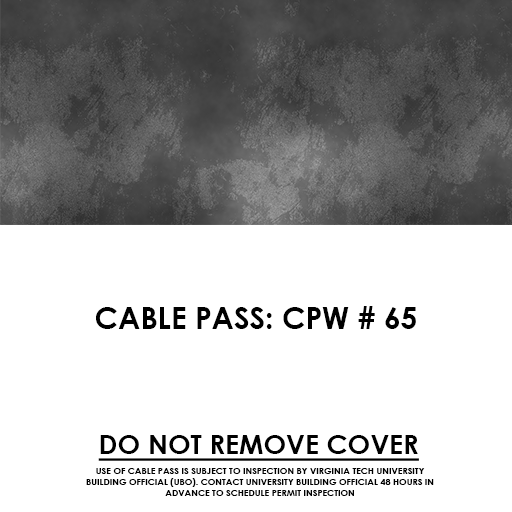 CABLE PASS: CPW # 65
DO NOT REMOVE COVER
USE OF CABLE PASS IS SUBJECT TO INSPECTION BY VIRGINIA TECH UNIVERSITY
BUILDING OFFICIAL (UBO). CONTACT UNIVERSITY BUILDING OFFICIAL 48 HOURS IN
ADVANCE TO SCHEDULE PERMIT INSPECTION